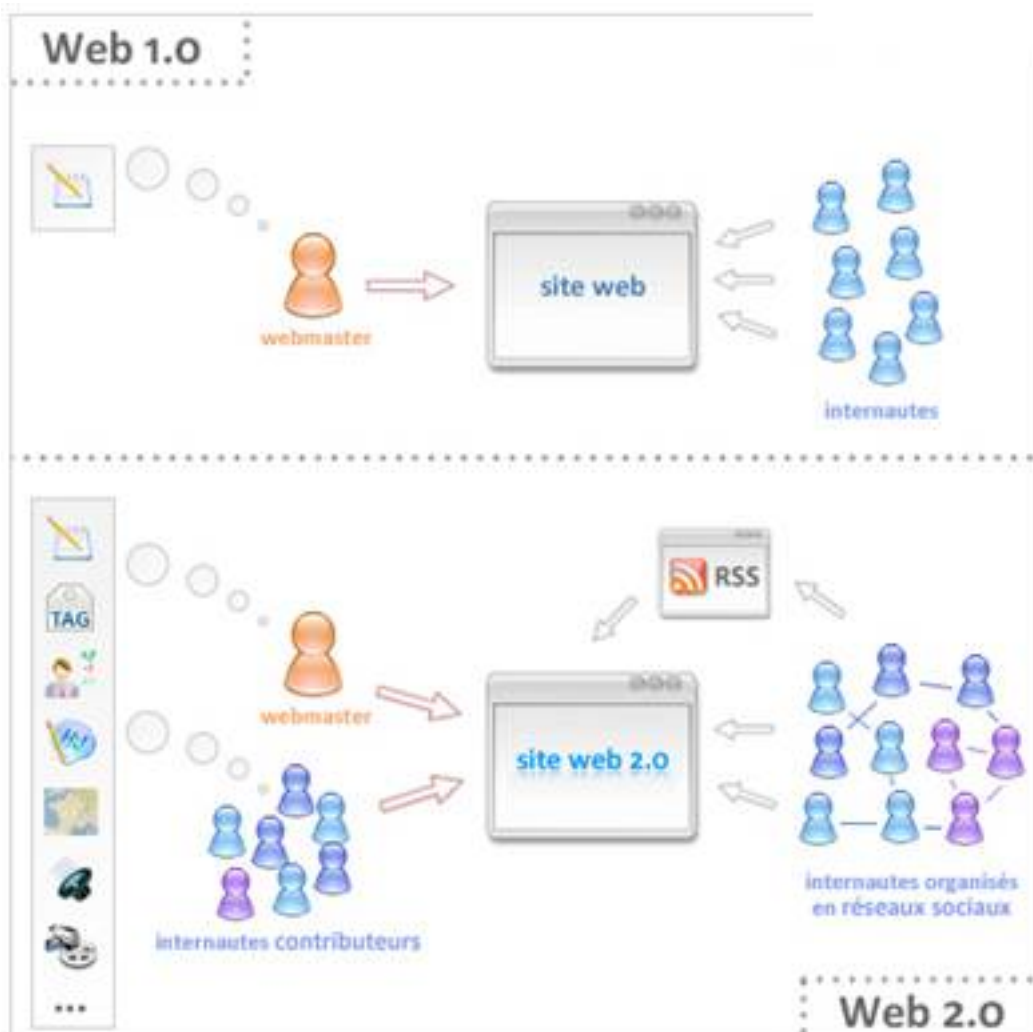 Web 1.0
site web
webmaster
internautes
RSS
TAG
webmaster
site web 2.0
internautes contributeurs
internautes organisés
en réseaux sociaux
...
Web 2.0